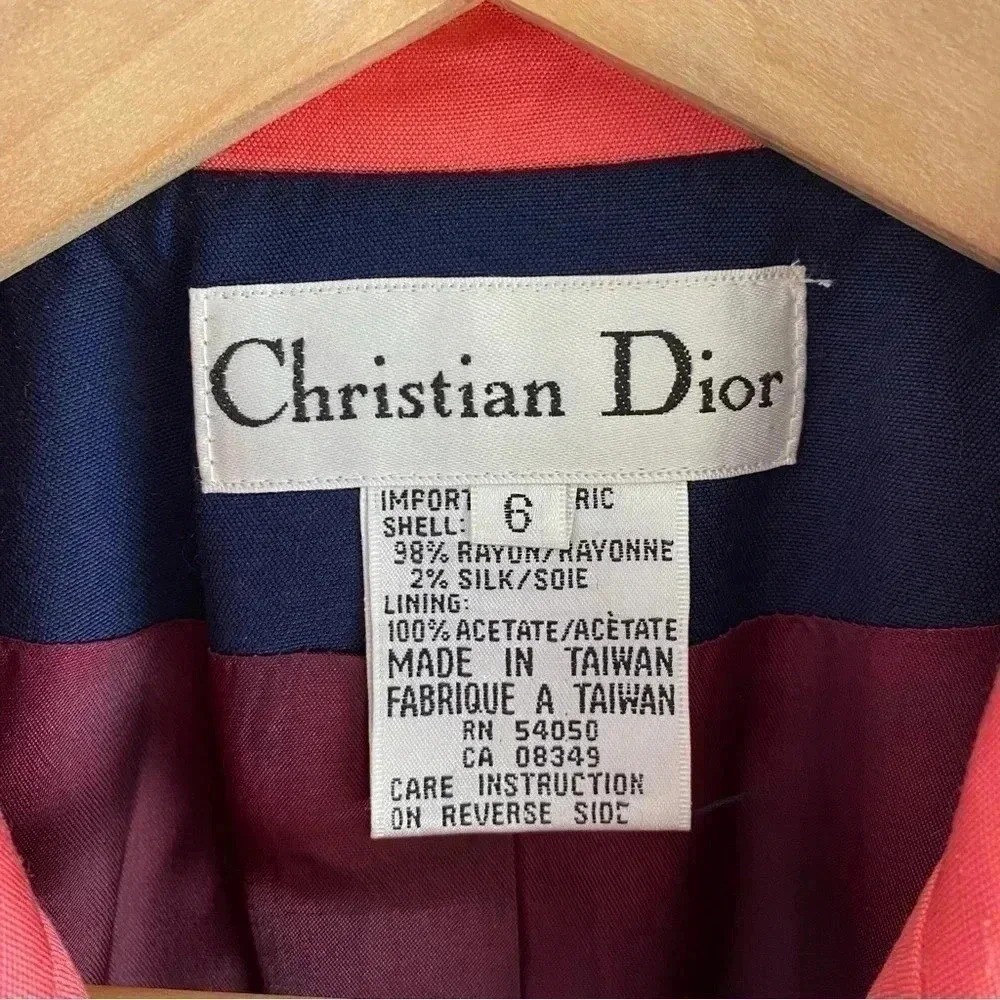 Christian Dior
6
RIC
SHELL:
98% RAYON/RAYONNE
2% SILK/SOIE
LINING:
100% ACETATE/ACÈTATE
MADE IN TAIWAN
FABRIQUE A TAIWAN
RN 54050
CA 08349
CARE INSTRUCTION
ON REVERSE SIDE